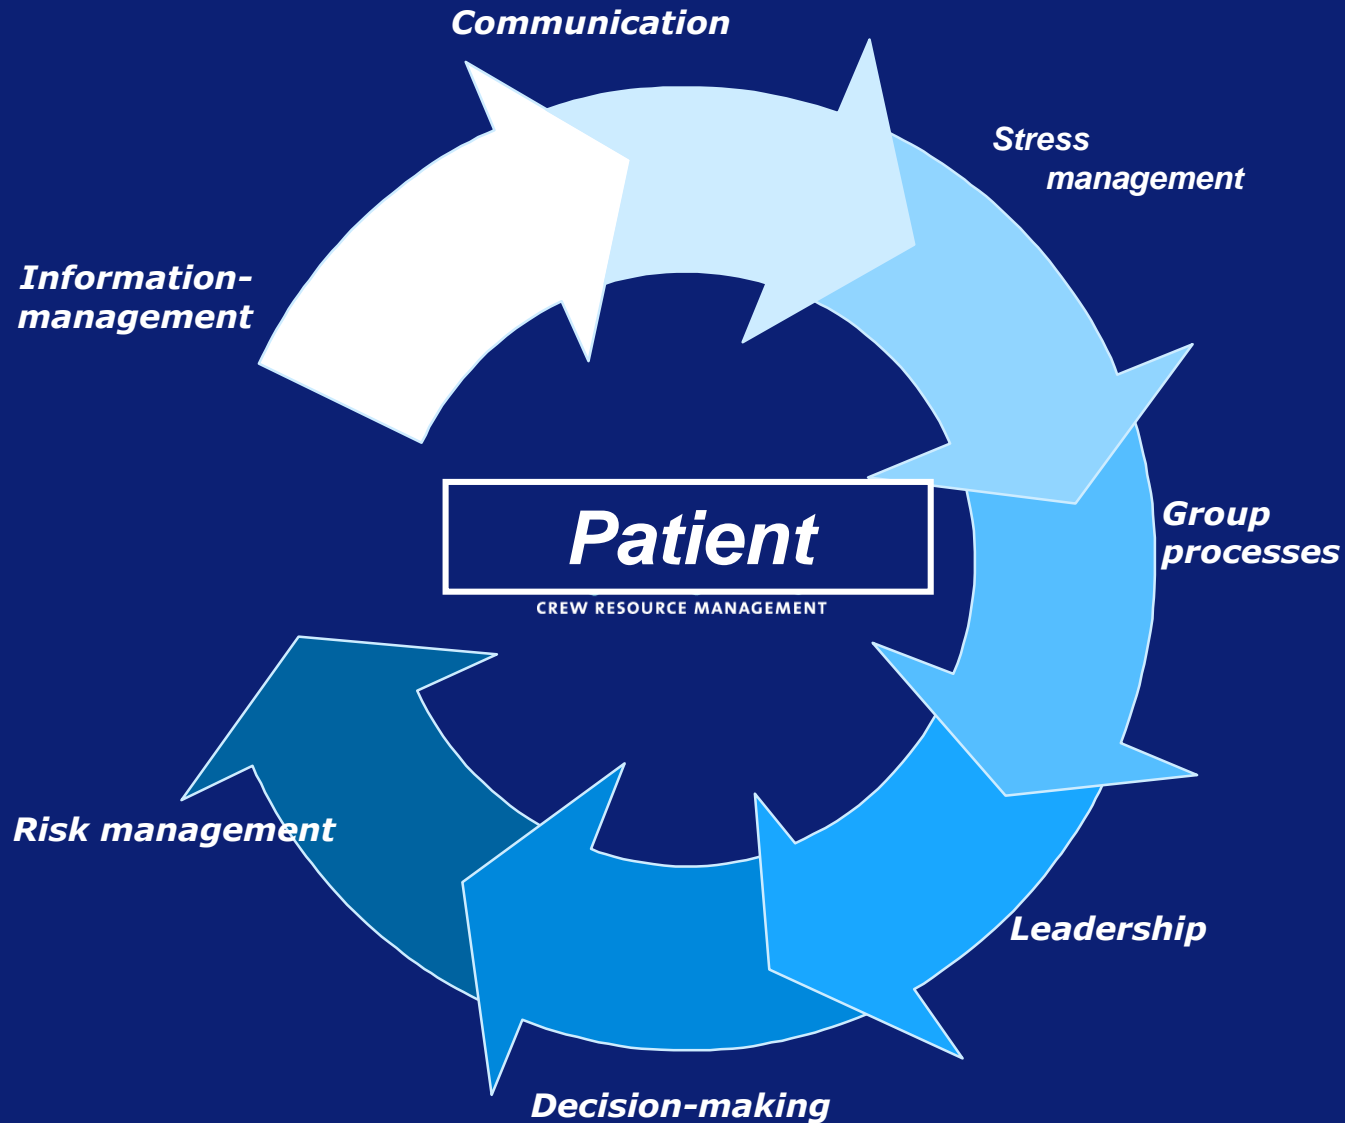 Communication
Stress
management
Information-
management
Patient
CREW RESOURCE MANAGEMENT
Group
processes
Risk management
Leadership
Decision-making